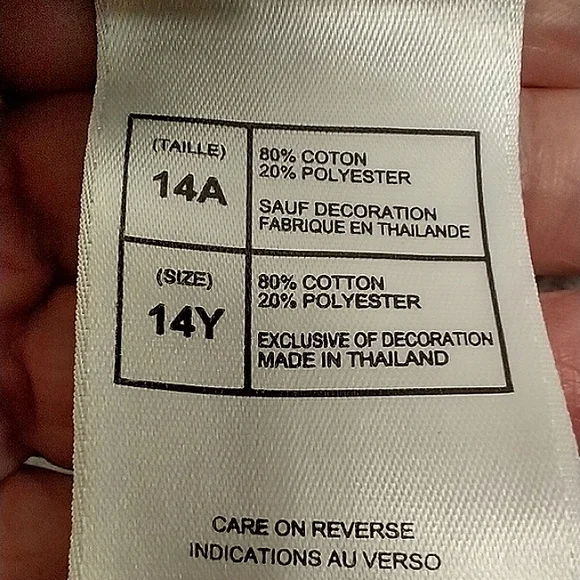 (TAILLE)
14A
80% COTON
20% POLYESTER
SAUF DECORATION
FABRIQUE EN THAILANDE
(SIZE)
14Y
80% COTTON
20% POLYESTER
EXCLUSIVE OF DECORATION
MADE IN THAILAND
CARE ON REVERSE
INDICATIONS AU VERSO